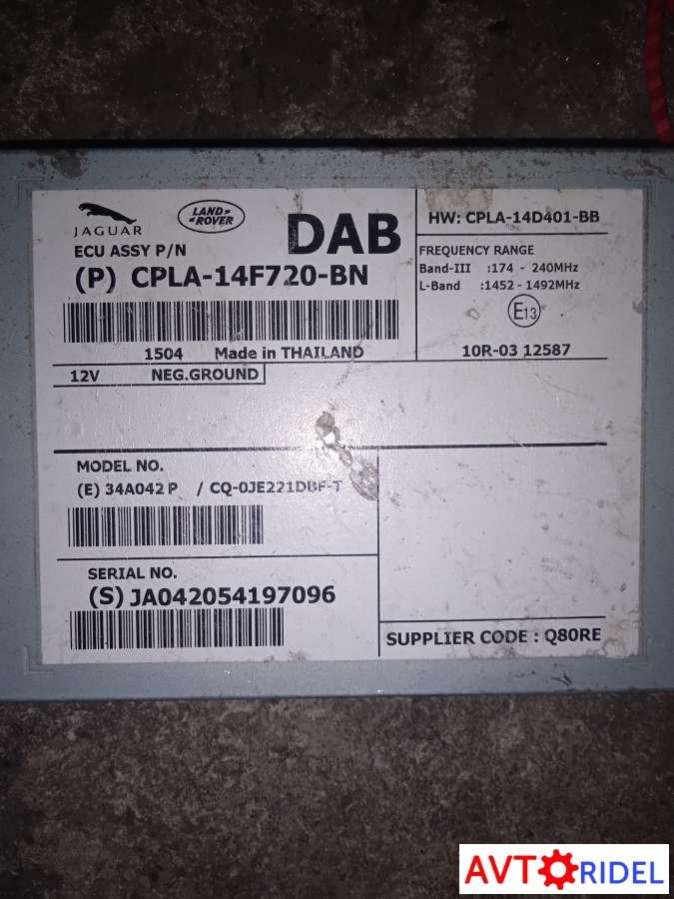 JAGUAR
LAND
ROVER
DAB
HW: CPLA-14D401-BB
ECU ASSY P/N
(P) CPLA-14F720-BN
FREQUENCY RANGE
Band-III :174 - 240MHz
L-Band :1452 - 1492MHz
E13
1504 Made in THAILAND
10R-03 12587
12V NEG.GROUND
MODEL NO.
(E) 34A042 P / CQ-0JE221DBF-T
SERIAL NO.
(S) JA042054197096
SUPPLIER CODE : Q80RE
AVTORIDEL